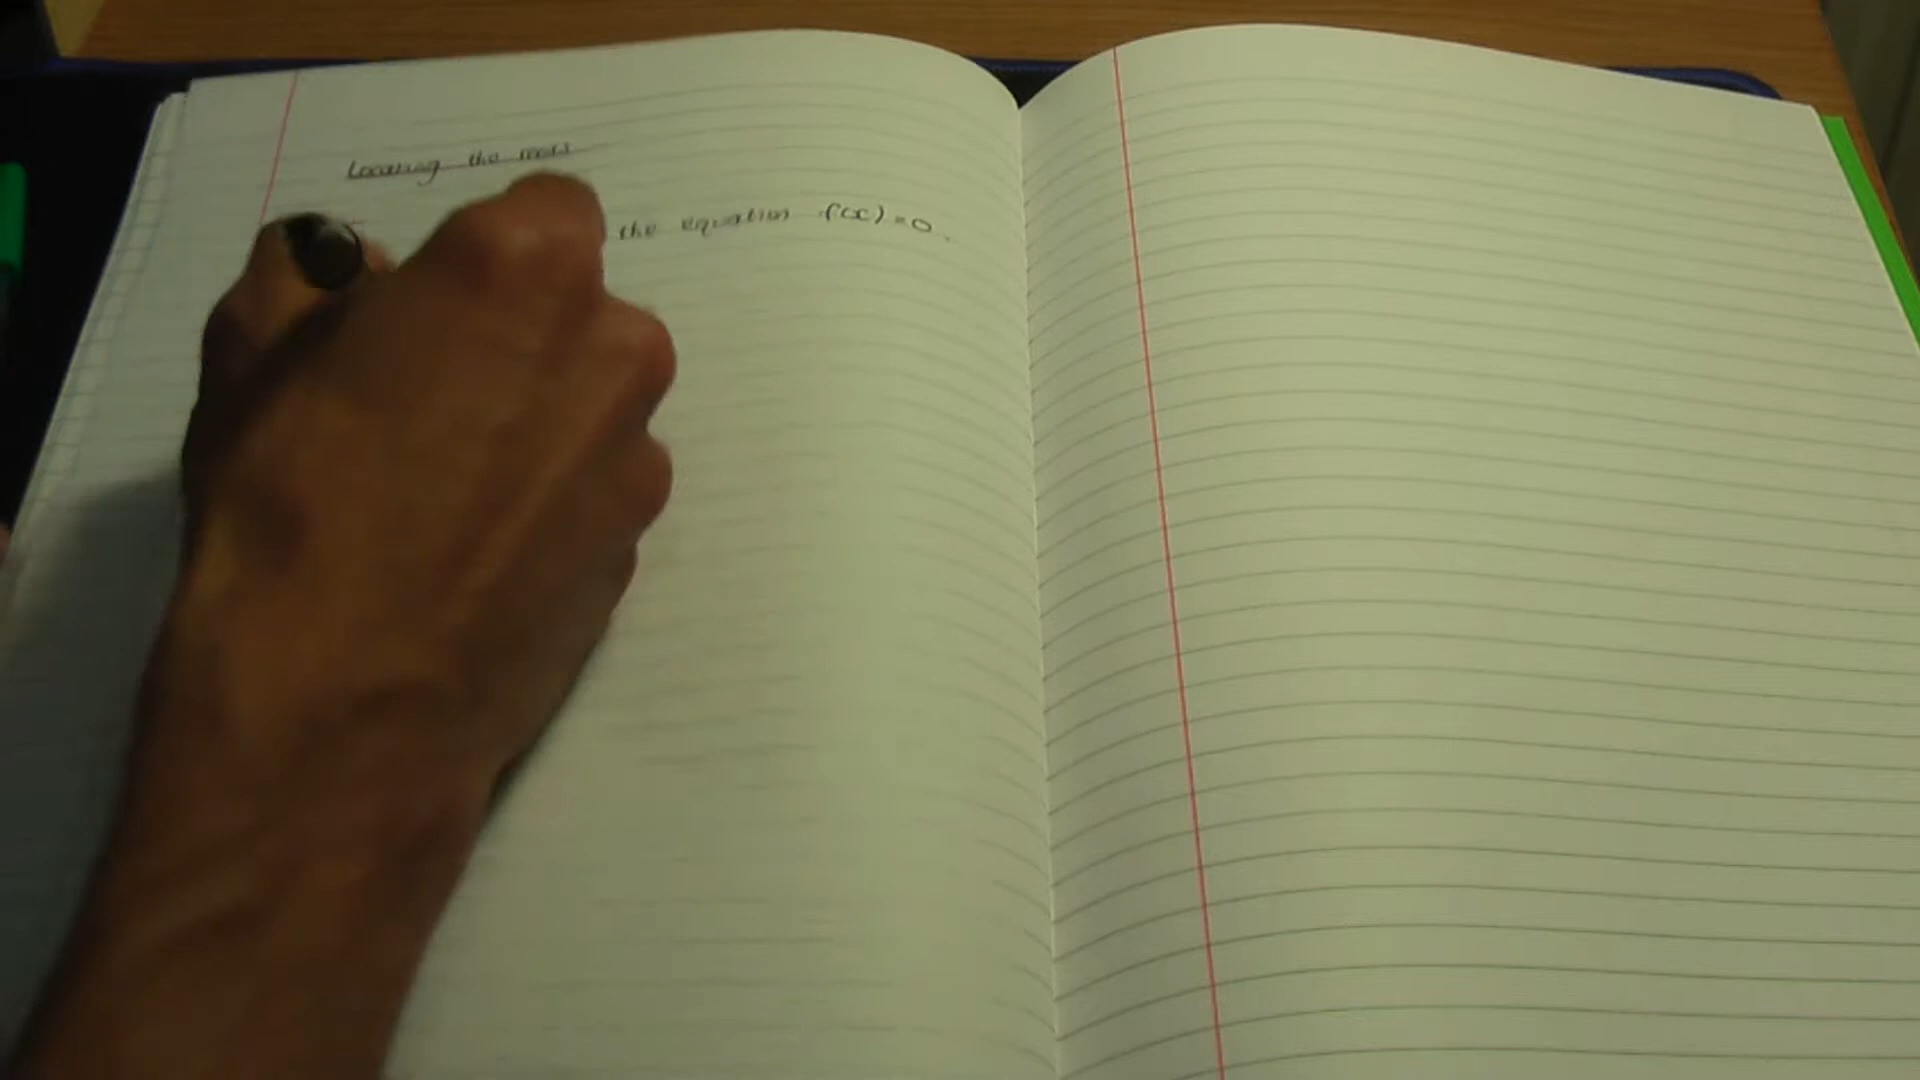 Locating the roots
the equation f(x) = 0.